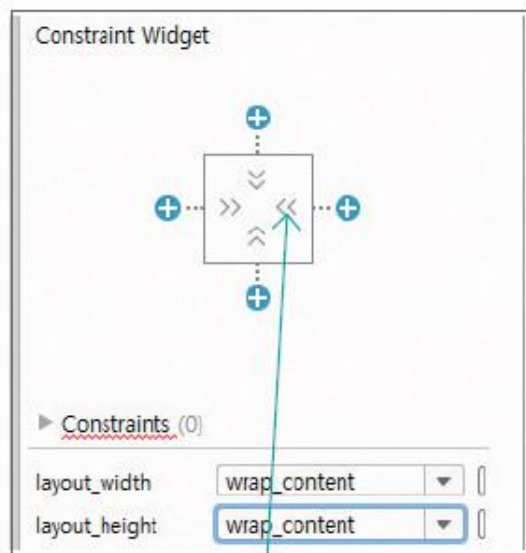 Constraint Widget
Constraints (0)
layout_width wrap_content
layout_height wrap_content